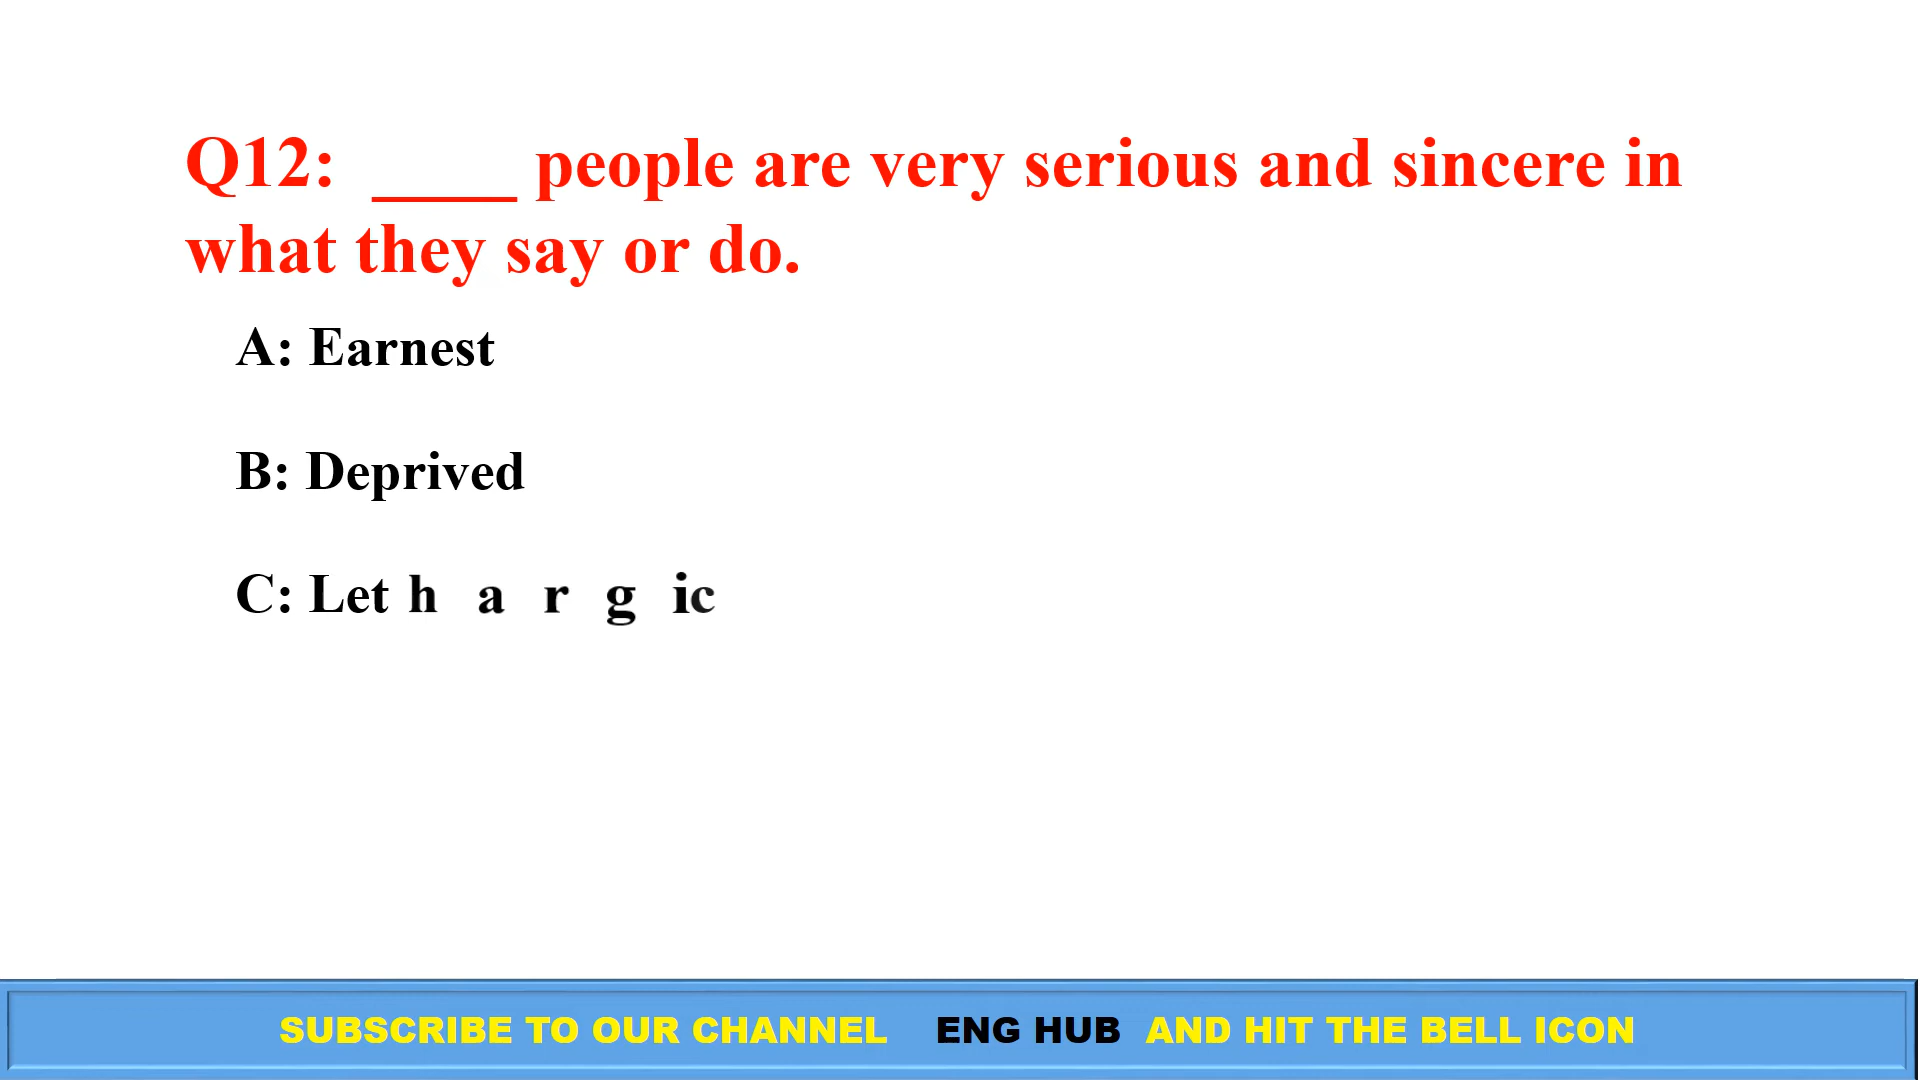 Q12: ____ people are very serious and sincere in
what they say or do.
A: Earnest
B: Deprived
C: Let h a r g ic
SUBSCRIBE TO OUR CHANNEL ENG HUB AND HIT THE BELL ICON